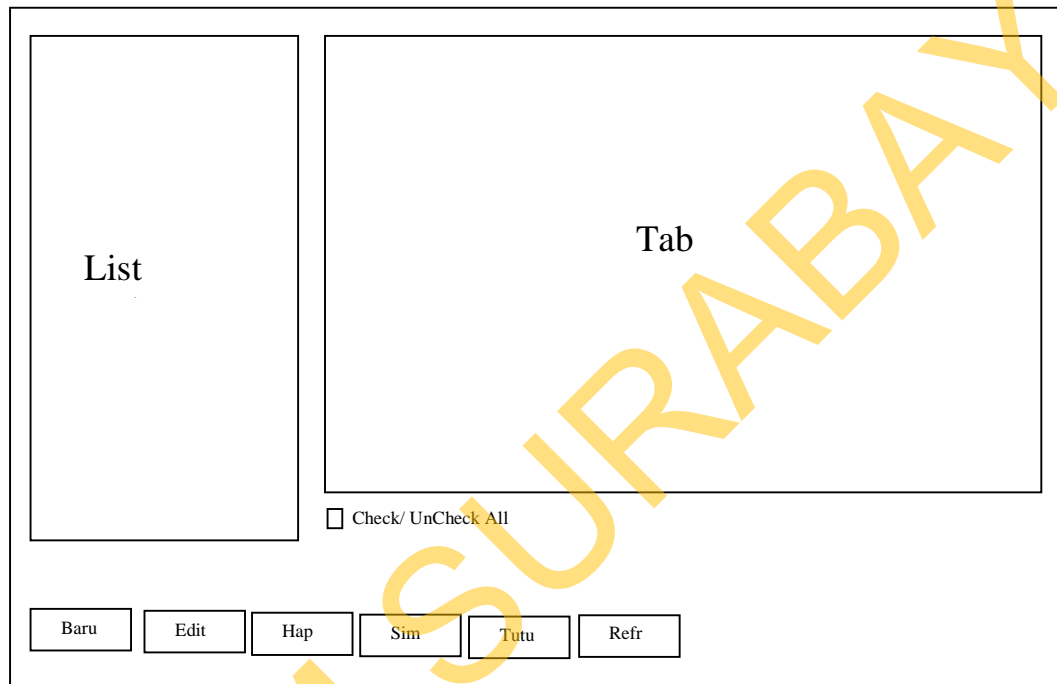 List
Tab
Check/ UnCheck All
Baru
Edit
Hap
Sim
Tutu
Refr
SURABAY